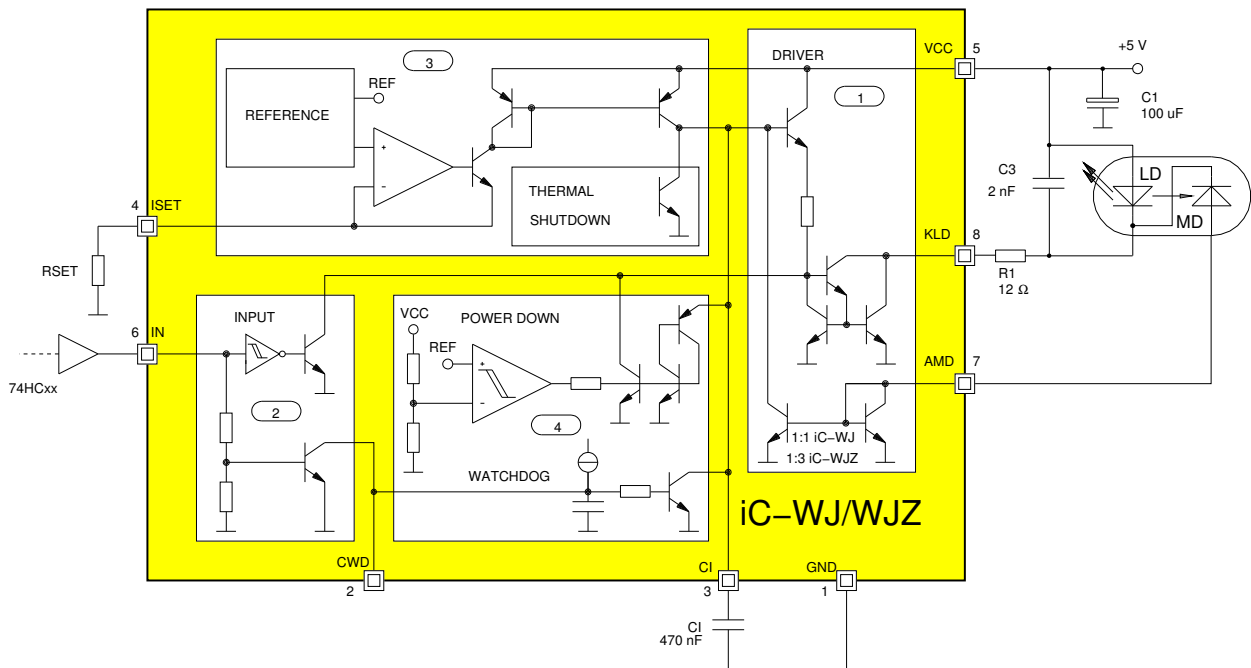 DRIVER
VCC
5
+5 V
3
1
REF
REFERENCE
C1
100 uF
+
−
C3
2 nF
LD
MD
THERMAL
SHUTDOWN
4
ISET
KLD
8
RSET
R1
12 Ω
INPUT
VCC
POWER DOWN
6
IN
REF
+
−
AMD
7
74HCxx
2
4
1:1 iC−WJ
1:3 iC−WJZ
WATCHDOG
iC−WJ/WJZ
CWD
2
CI
3
GND
1
CI
470 nF